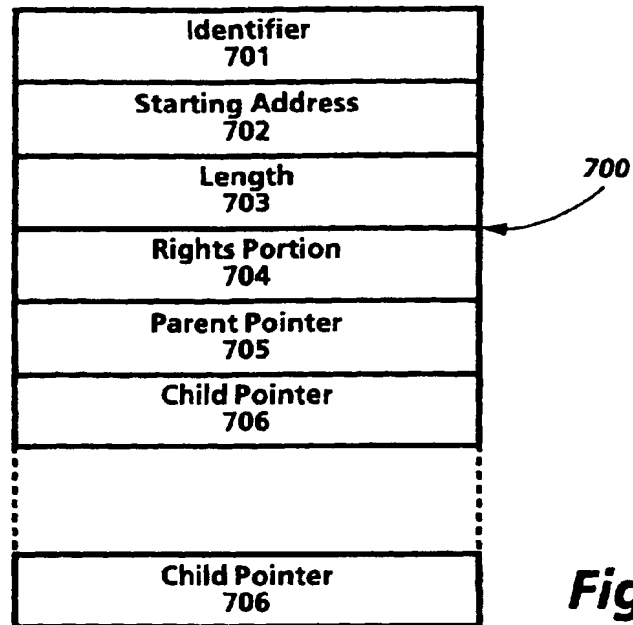 Identifier
701
Starting Address
702
Length
703
700
Rights Portion
704
Parent Pointer
705
Child Pointer
706
Child Pointer
706
Fig